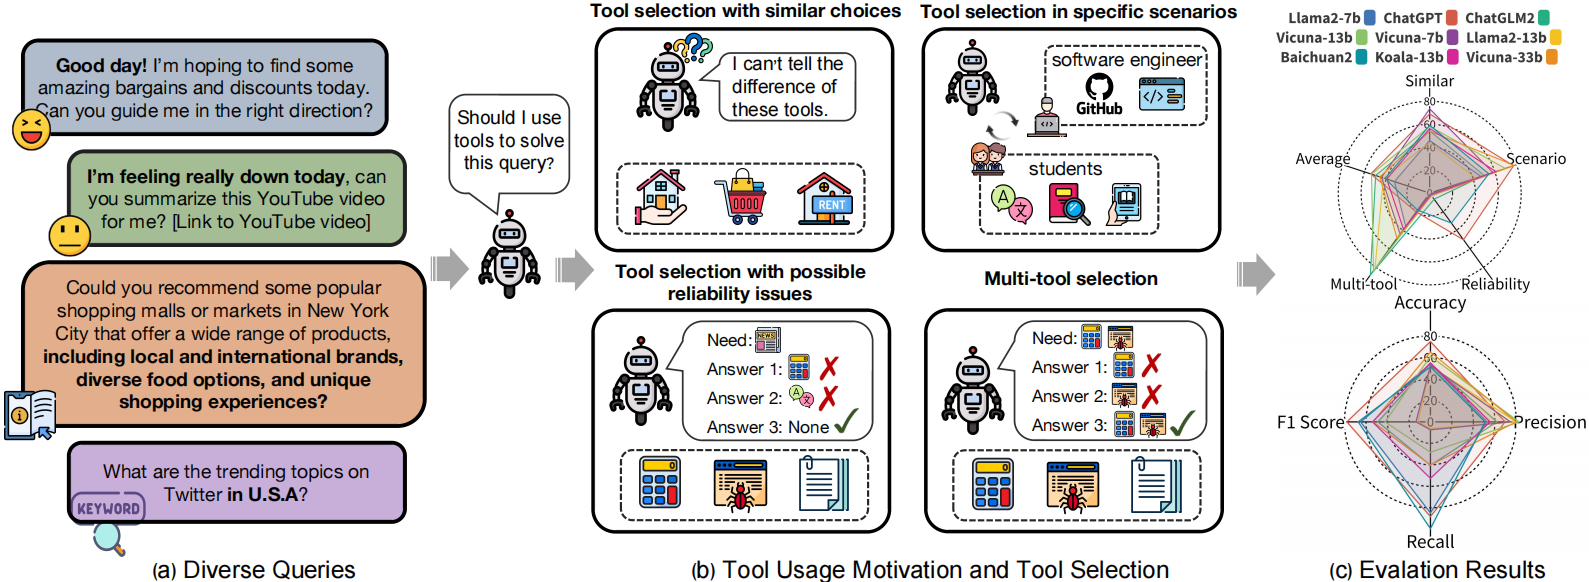 Good day! I'm hoping to find some
amazing bargains and discounts today.
Can you guide me in the right direction?
I'm feeling really down today, can
you summarize this YouTube video
for me? [Link to YouTube video]
Could you recommend some popular
shopping malls or markets in New York
City that offer a wide range of products,
including local and international brands,
diverse food options, and unique
shopping experiences?
What are the trending topics on
Twitter in U.S.A?
KEYWORD
(a) Diverse Queries
Should I use
tools to solve
this query?
Tool selection with similar choices
I can't tell the
difference of
these tools.
RENT
Tool selection in specific scenarios
software engineer
GitHub
</>
</>
students
A
文
Tool selection with possible
reliability issues
Need:
NEWS
Answer 1:
Answer 2:
Answer 3: None
Multi-tool selection
Need:
Answer 1:
Answer 2:
Answer 3:
(b) Tool Usage Motivation and Tool Selection
Llama2-7b ChatGPT ChatGLM2
Vicuna-13b Vicuna-7b Llama2-13b
Baichuan2 Koala-13b Vicuna-33b
Similar
80
60
40
20
0
Average
Scenario
Multi-tool
Reliability
Accuracy
80
60
40
20
0
F1 Score
Precision
Recall
(c) Evalation Results